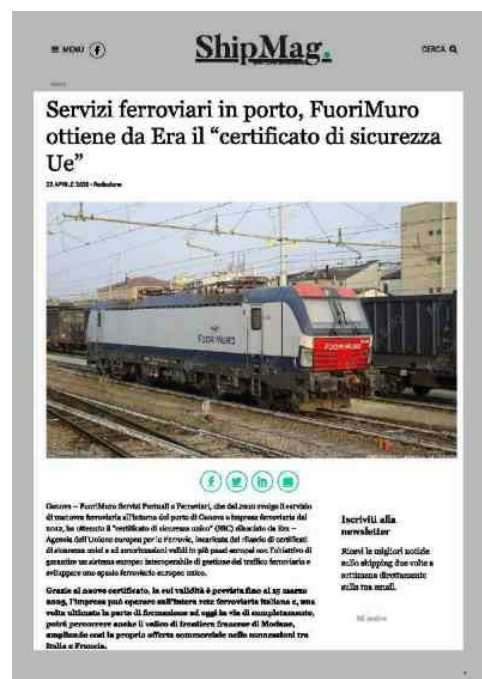 ≡ MENU
ShipMag.
CERCA
Servizi ferroviari in porto, FuoriMuro
ottiene da Era il “certificato di sicurezza
Ue”
Redazione
FUORIMURO
FUORIMURO
Genova – FuoriMuro Servizi Portuali e Ferroviari, che dal 2010 svolge il servizio
di manovra ferroviaria all'interno del porto di Genova e impresa ferroviaria dal
2012, ha ottenuto il "certificato di sicurezza unico" (SSC) rilasciato da Era –
Agenzia dell'Unione europea per le Ferrovie, incaricata del rilascio di certificati
di sicurezza unici e ad autorizzazioni validi in più paesi europei con l'obiettivo di
garantire un sistema europeo interoperabile di gestione del traffico ferroviario e
sviluppare uno spazio ferroviario europeo unico.
Grazie al nuovo certificato, la cui validità è prevista fino al 15 marzo
l'impresa può operare sull'intera rete ferroviaria italiana e, una
volta ultimata la parte di formazione ad oggi in via di completamento,
potrà percorrere anche il valico di frontiera francese di Modane,
ampliando così la propria offerta commerciale nelle connessioni tra
Italia e Francia.
Iscriviti alla
newsletter
Ricevi le migliori notizie
sullo shipping due volte a
settimana direttamente
sulla tua email.
Mi iscrivo